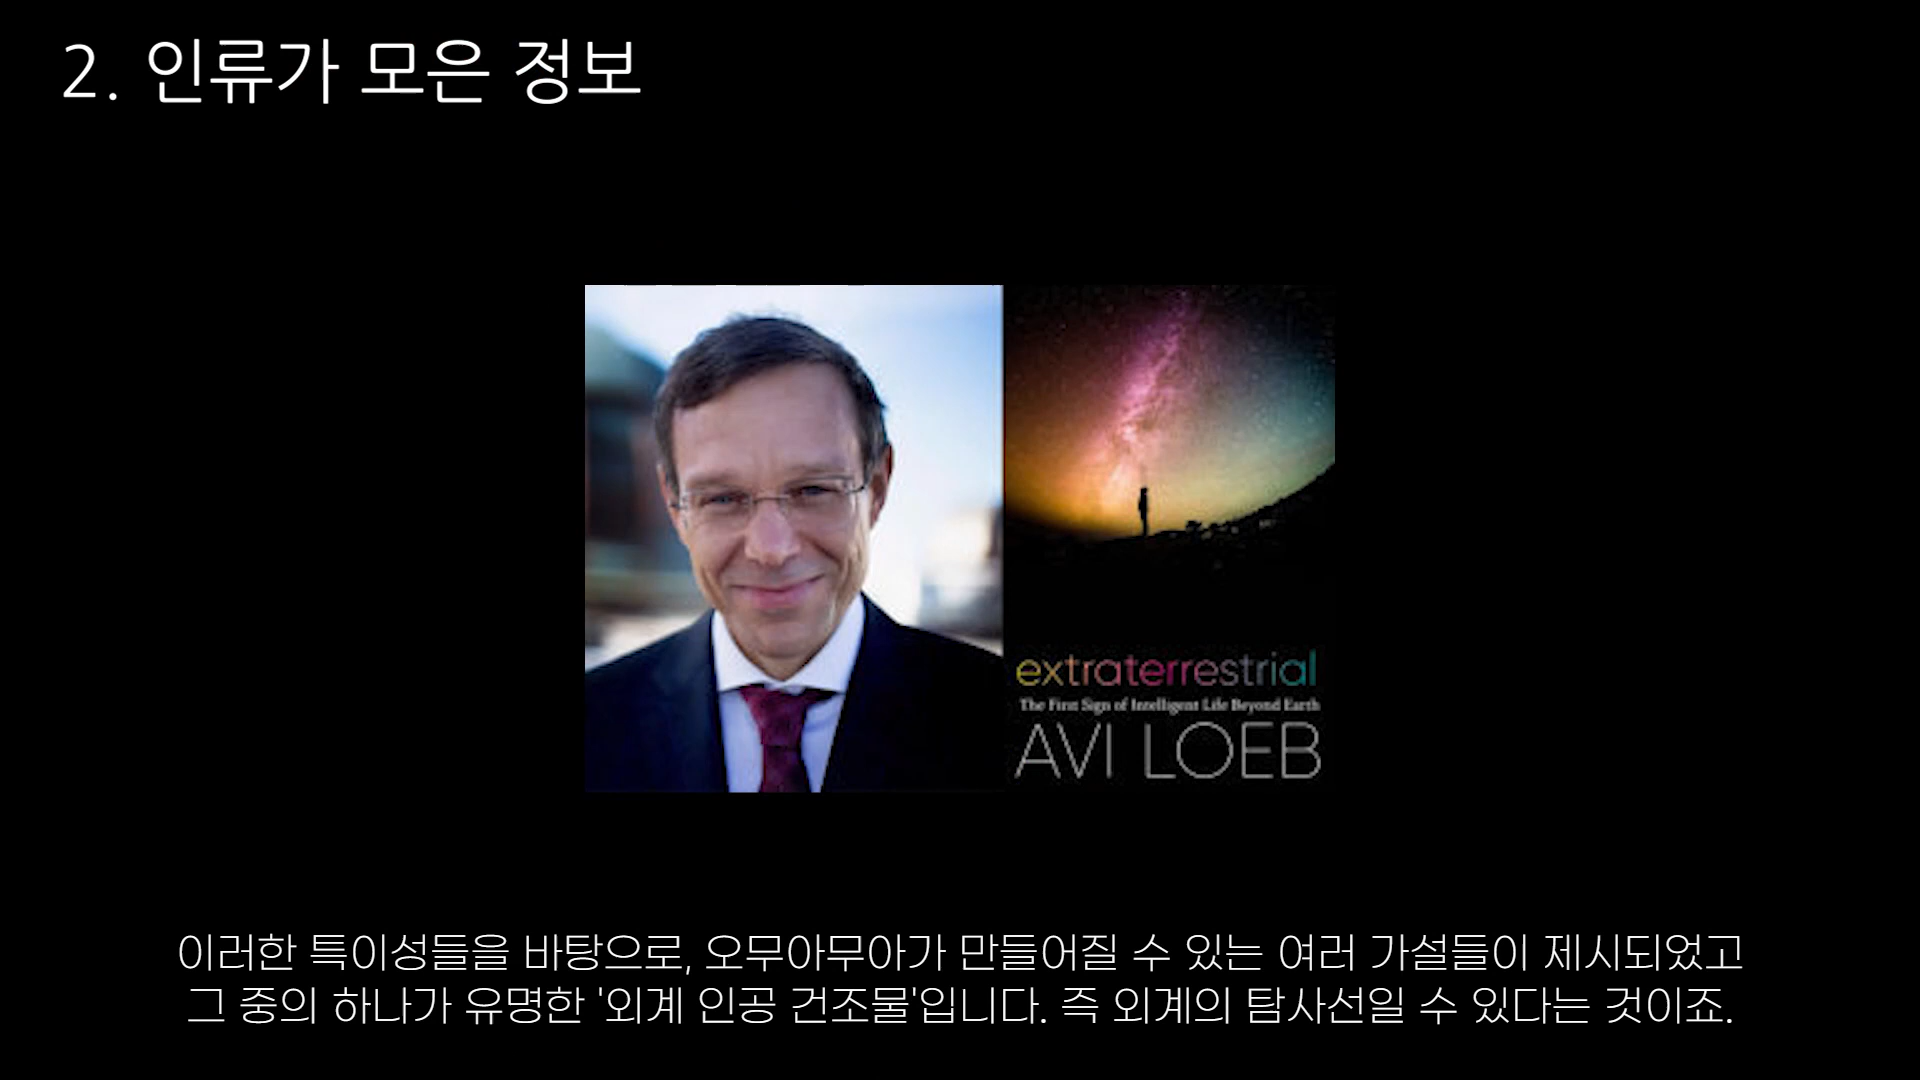 2. 인류가 모은 정보
extraterrestrial
The First Sign of Intelligent Life Beyond Earth
AVI LOEB
이러한 특이성들을 바탕으로, 오무아무아가 만들어질 수 있는 여러 가설들이 제시되었고
그 중의 하나가 유명한 '외계 인공 건조물'입니다. 즉 외계의 탐사선일 수 있다는 것이죠.